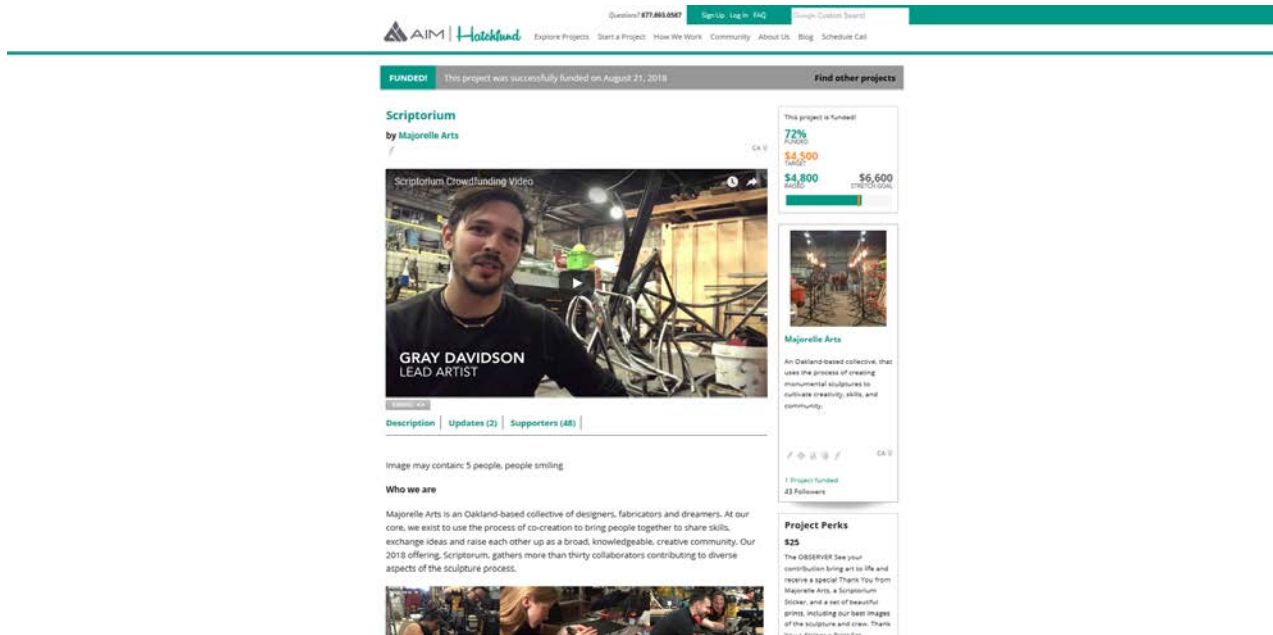 Questions? 877.893.0567
Sign Up Log In FAQ
Google Custom Search
AIM Hatchfund
Explore Projects Start a Project How We Work Community About Us Blog Schedule Call
FUNDED! This project was successfully funded on August 21, 2018 Find other projects
Scriptorium
by Majorelle Arts
CA
Scriptorium Crowdfunding Video
GRAY DAVIDSON
LEAD ARTIST
Description Updates (2) Supporters (48)
Image may contain: 5 people, people smiling
Who we are
Majorelle Arts is an Oakland-based collective of designers, fabricators and dreamers. At our
core, we exist to use the process of co-creation to bring people together to share skills,
exchange ideas and raise each other up as a broad, knowledgeable, creative community. Our
2018 offering, Scriptorum, gathers more than thirty collaborators contributing to diverse
aspects of the sculpture process.
This project is funded!
72%
FUNDED
$4,500
TARGET
$4,800 $6,600
RAISED STRETCH GOAL
Majorelle Arts
An Oakland-based collective, that
uses the process of creating
monumental sculptures to
cultivate creativity, skills, and
community.
CA
1 Project funded
43 Followers
Project Perks
$25
The OBSERVER See your
contribution bring art to life and
receive a special Thank You from
Majorelle Arts, a Scriptorium
Sticker, and a set of beautiful
prints, including our best images
of the sculpture and crew. Thank